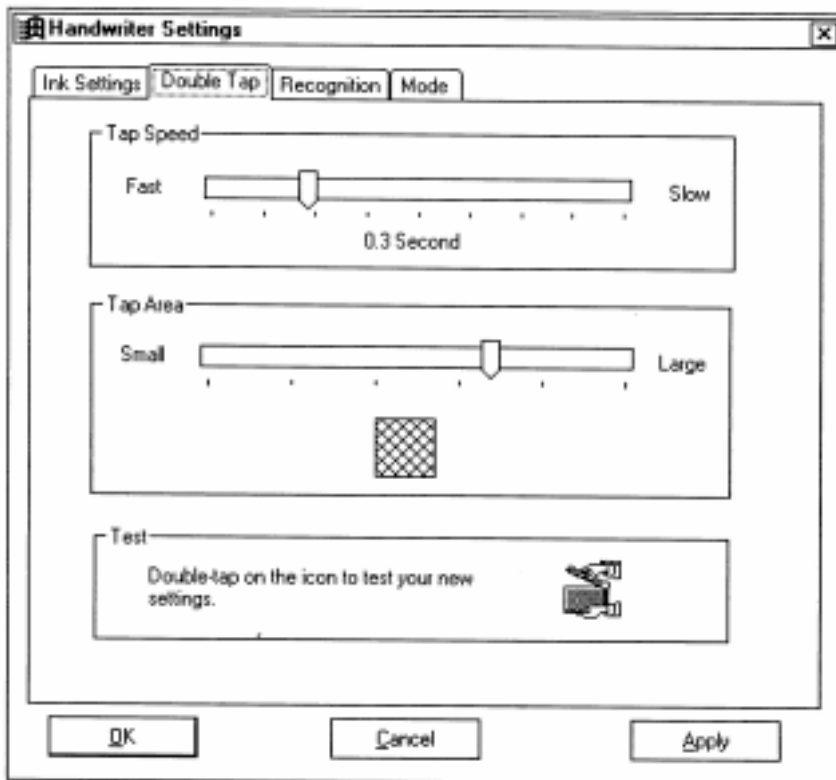 Handwriter Settings
Ink Settings Double Tap Recognition Mode
Tap Speed
Fast Slow
0.3 Second
Tap Area
Small Large
Test
Double-tap on the icon to test your new
settings.
OK Cancel Apply